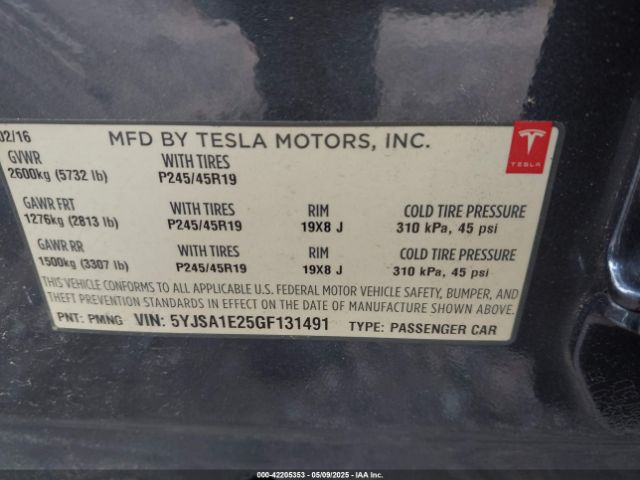 02/16 MFD BY TESLA MOTORS, INC.
TESLA
GVWR WITH TIRES
2600kg (5732 lb) P245/45R19
GAWR FRT WITH TIRES RIM COLD TIRE PRESSURE
1276kg (2813 lb) P245/45R19 19X8 J 310 kPa, 45 psi
GAWR RR WITH TIRES RIM COLD TIRE PRESSURE
1500kg (3307 lb) P245/45R19 19X8 J 310 kPa, 45 psi
THIS VEHICLE CONFORMS TO ALL APPLICABLE U.S. FEDERAL MOTOR VEHICLE SAFETY, BUMPER, AND
THEFT PREVENTION STANDARDS IN EFFECT ON THE DATE OF MANUFACTURE SHOWN ABOVE.
PNT: PMNG VIN: 5YJSA1E25GF131491 TYPE: PASSENGER CAR
000-42205353 - 05/09/2025 - IAA Inc. (IAA)